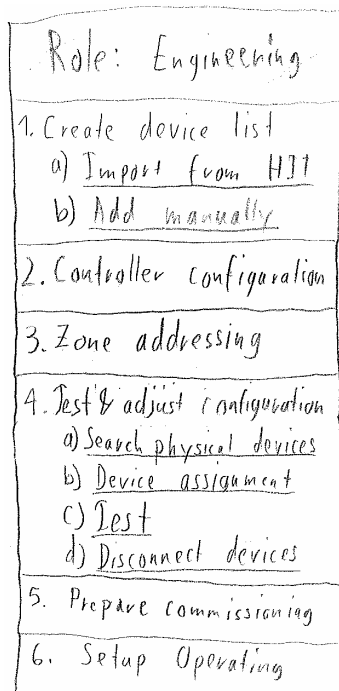 Role: Engineering
1. Create device list
a) Import from HIT
b) Add manually
2. Controller configuration
3. Zone addressing
4. Test & adjust configuration
a) Search physical devices
b) Device assignment
c) Test
d) Disconnect devices
5. Prepare commissioning
6. Setup Operating